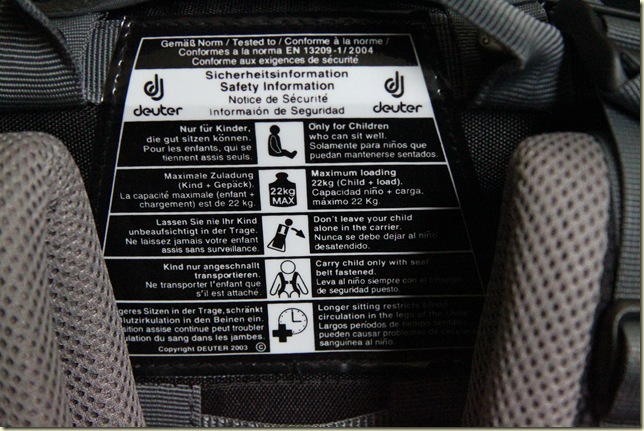 Gemäß Norm / Tested to / Conforme à la norme /
Conformes a la norma EN 13209-1/2004
Conforme aux exigences de sécurité
Sicherheitsinformation
Safety Information
Notice de Sécurité
Información de Seguridad
deuter
deuter
Nur für Kinder,
die gut sitzen können.
Pour les enfants, qui se
tiennent assis seuls.
Only for Children
who can sit well.
Solamente para niños que
puedan mantenerse sentados.
Maximale Zuladung
(Kind + Gepäck).
La capacité maximale (enfant +
chargement) est de 22 kg.
22kg
MAX
Maximum loading
22kg (Child + load).
Capacidad niño + carga,
máximo 22 Kg.
Lassen Sie nie Ihr Kind
unbeaufsichtigt in der Trage.
Ne laissez jamais votre enfant
assis sans surveillance.
Don't leave your child
alone in the carrier.
Nunca se debe dejar al niño
desatendido.
Kind nur angeschnallt
transportieren.
Ne transporter l'enfant que
s'il est attaché.
Carry child only with seat
belt fastened.
Leva al niño siempre con el
de seguridad puesto.
geres Sitzen in der Trage, schränkt
Blutzirkulation in den Beinen ein.
sition assise continue peut troubler
ulation du sang dans les jambes.
Longer sitting restricts
circulation in the legs of the
Largos períodos de tiempo
pueden causar problemas de
sanguinea al niño.
Copyright DEUTER 2003 ©